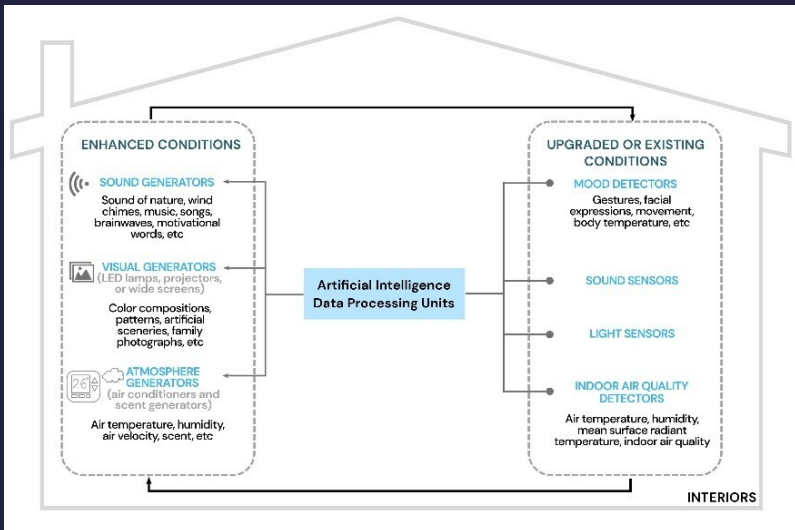 ENHANCED CONDITIONS
SOUND GENERATORS
Sound of nature, wind
chimes, music, songs,
brainwaves, motivational
words, etc
VISUAL GENERATORS
(LED lamps, projectors,
or wide screens)
Color compositions,
patterns, artificial
sceneries, family
photographs, etc
26
ATMOSPHERE
GENERATORS
(air conditioners and
scent generators)
Air temperature, humidity,
air velocity, scent, etc
Artificial Intelligence
Data Processing Units
UPGRADED OR EXISTING
CONDITIONS
MOOD DETECTORS
Gestures, facial
expressions, movement,
body temperature, etc
SOUND SENSORS
LIGHT SENSORS
INDOOR AIR QUALITY
DETECTORS
Air temperature, humidity,
mean surface radiant
temperature, indoor air quality
INTERIORS